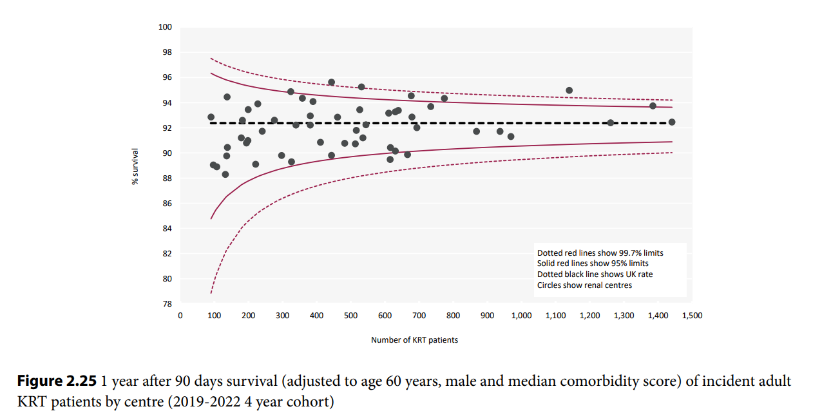 100
98
96
94
92
90
88
86
84
82
80
78
% survival
Dotted red lines show 99.7% limits
Solid red lines show 95% limits
Dotted black line shows UK rate
Circles show renal centres
0 100 200 300 400 500 600 700 800 900 1,000 1,100 1,200 1,300 1,400 1,500
Number of KRT patients
Figure 2.25 1 year after 90 days survival (adjusted to age 60 years, male and median comorbidity score) of incident adult
KRT patients by centre (2019-2022 4 year cohort)